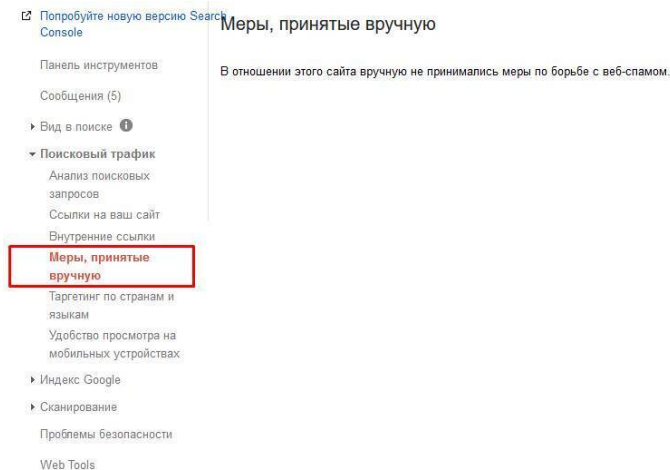 Попробуйте новую версию Search
Console
Меры, принятые вручную
Панель инструментов
В отношении этого сайта вручную не принимались меры по борьбе с веб-спамом.
Сообщения (5)
Вид в поиске
Поисковый трафик
Анализ поисковых
запросов
Ссылки на ваш сайт
Внутренние ссылки
Меры, принятые
вручную
Таргетинг по странам и
языкам
Удобство просмотра на
мобильных устройствах
Индекс Google
Сканирование
Проблемы безопасности
Web Tools